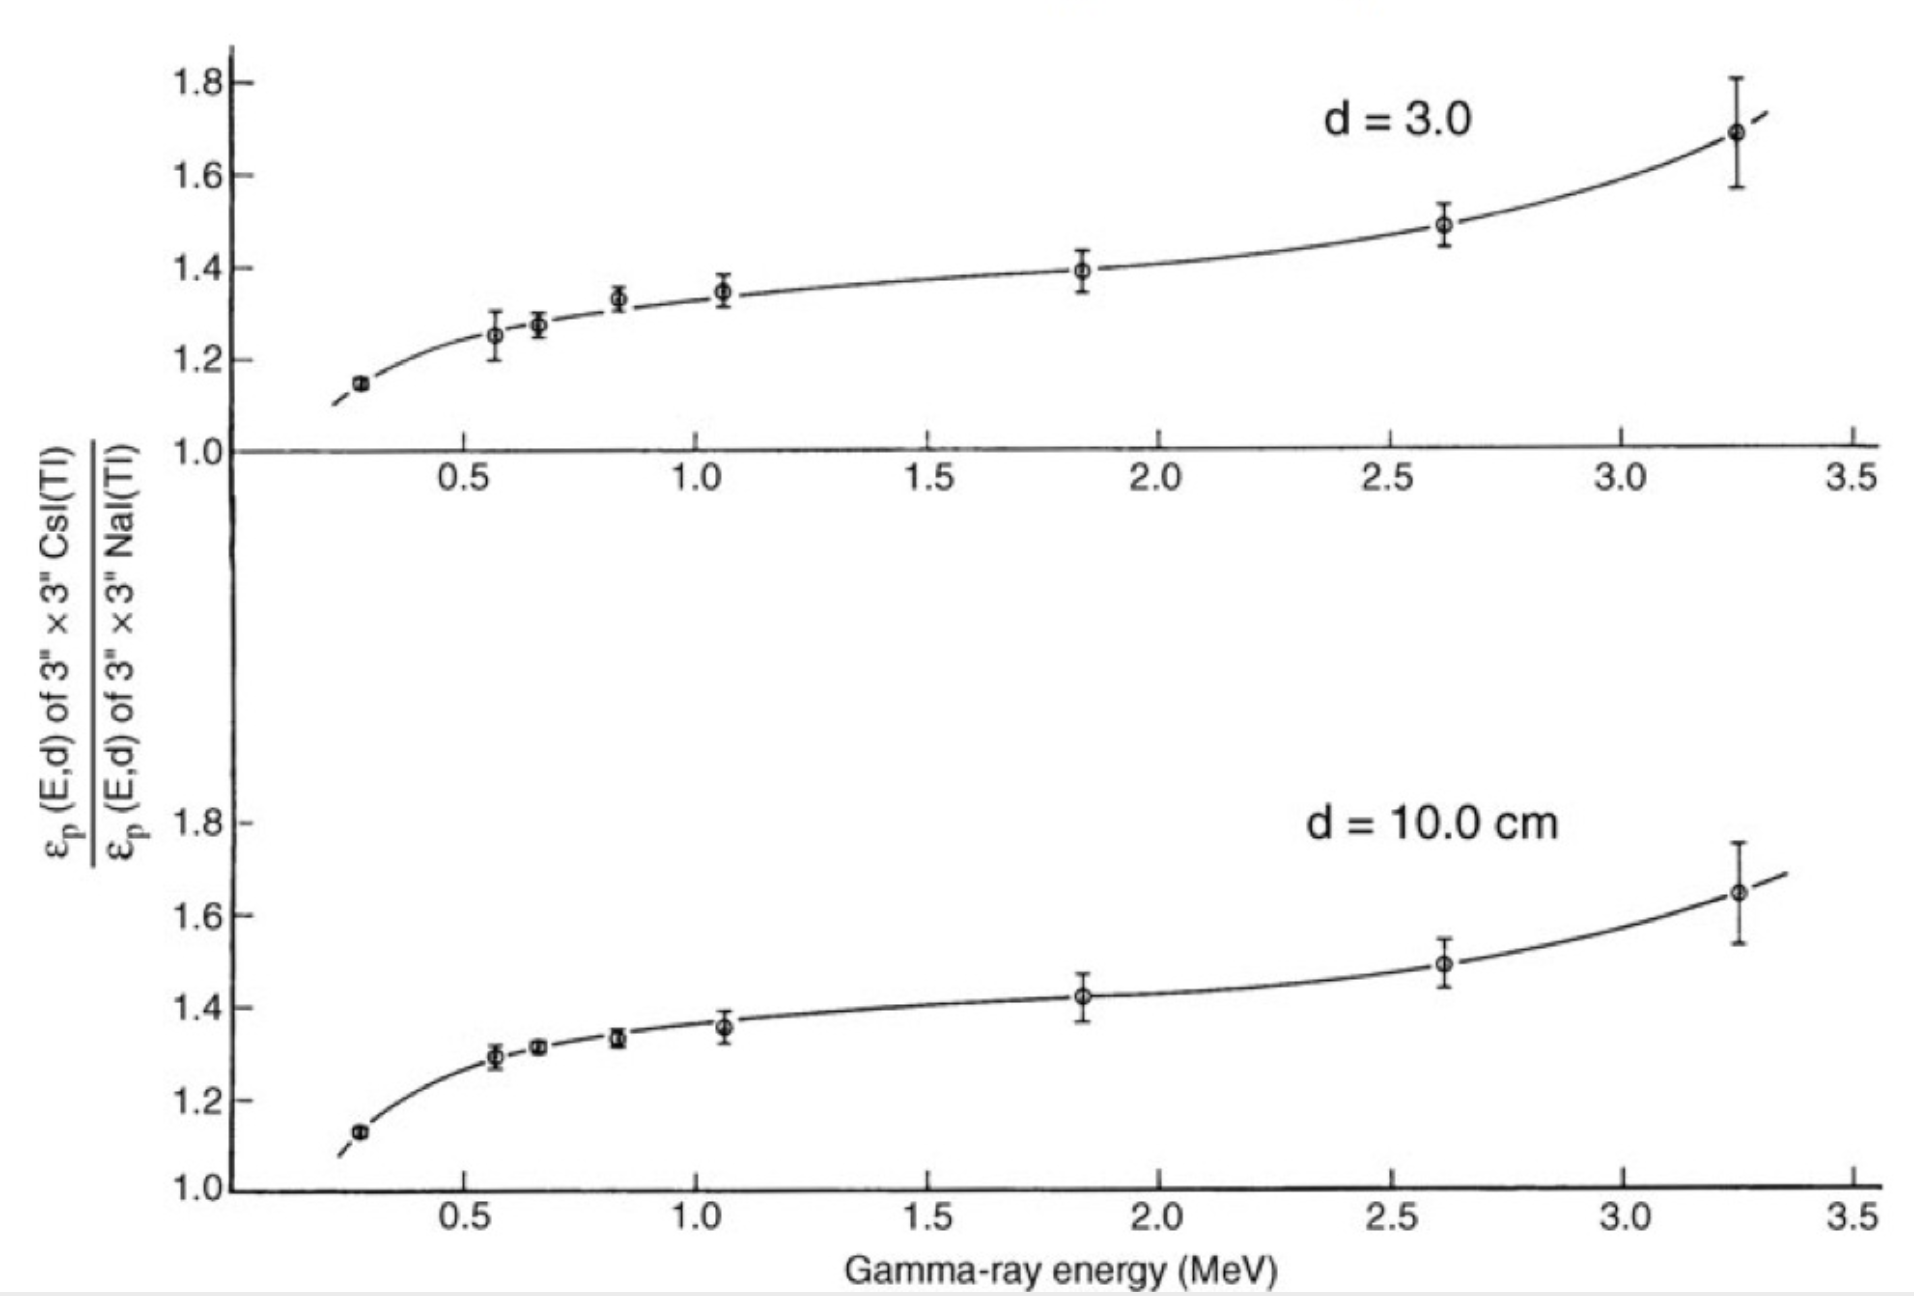 1.8
d = 3.0
1.6
1.4
1.2
1.0
0.5 1.0 1.5 2.0 2.5 3.0 3.5
εp (E,d) of 3" × 3" CsI(Tl)
εp (E,d) of 3" × 3" NaI(Tl)
1.8
d = 10.0 cm
1.6
1.4
1.2
1.0
0.5 1.0 1.5 2.0 2.5 3.0 3.5
Gamma-ray energy (MeV)